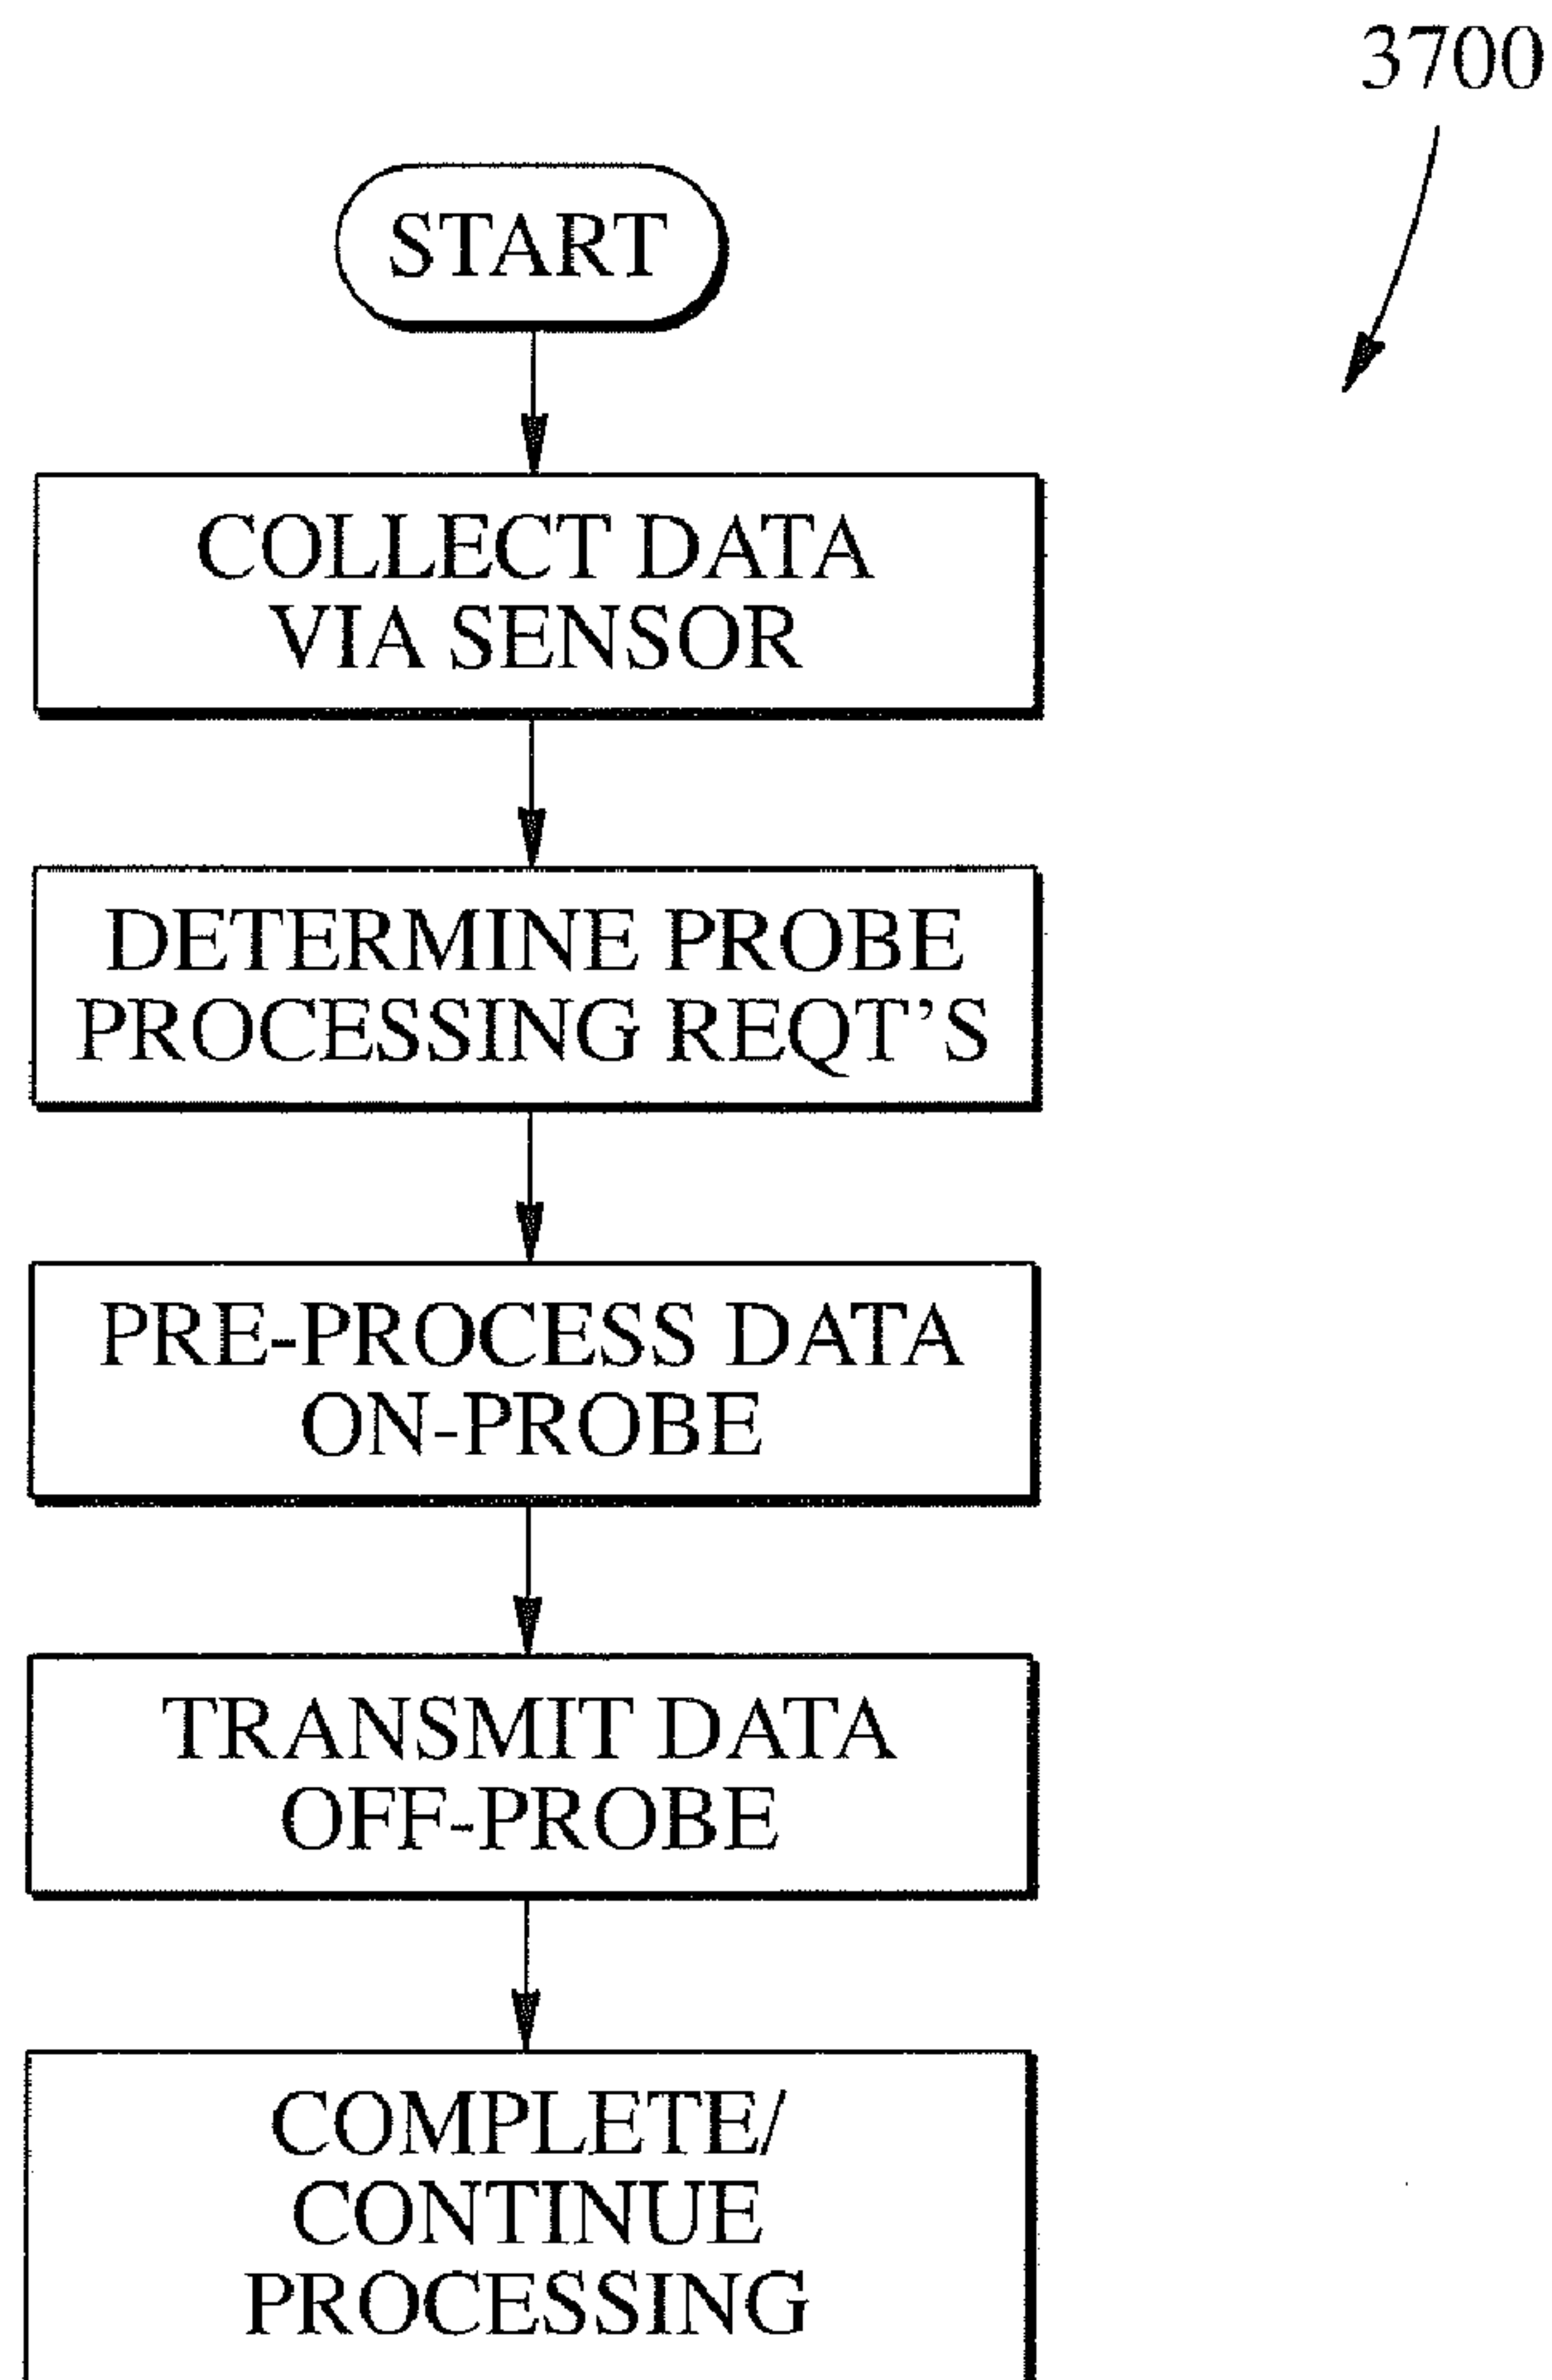 3700
START
COLLECT DATA
VIA SENSOR
DETERMINE PROBE
PROCESSING REQT'S
PRE-PROCESS DATA
ON-PROBE
TRANSMIT DATA
OFF-PROBE
COMPLETE/
CONTINUE
PROCESSING